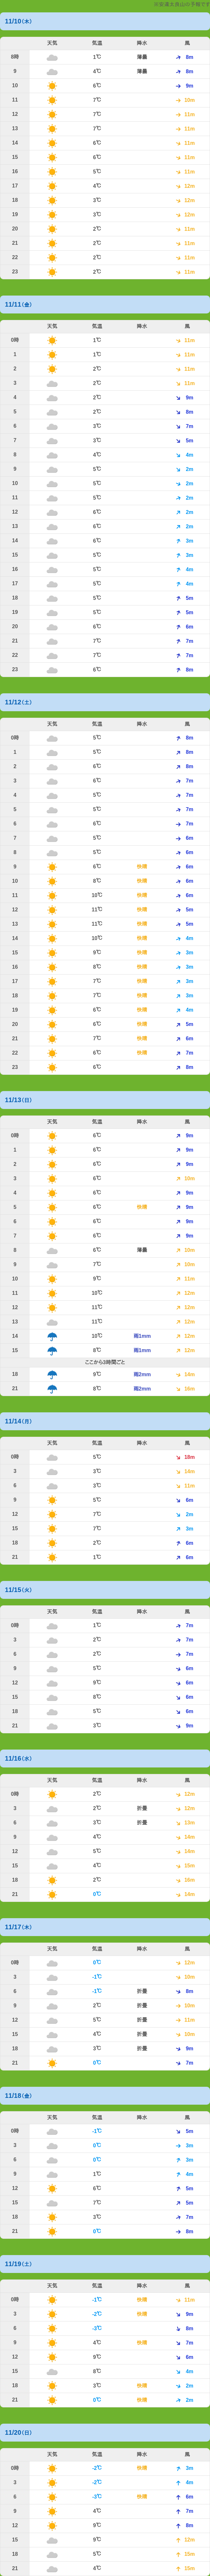 ※安達太良山の予報です
11/10(木)
天気 気温 降水 風
8時 1℃ 薄曇 8m
9 4℃ 薄曇 8m
10 6℃ 9m
11 7℃ 10m
12 7℃ 11m
13 7℃ 11m
14 6℃ 11m
15 6℃ 11m
16 5℃ 11m
17 4℃ 12m
18 3℃ 12m
19 3℃ 12m
20 2℃ 11m
21 2℃ 11m
22 2℃ 11m
23 2℃ 11m
11/11(金)
天気 気温 降水 風
0時 1℃ 11m
1 1℃ 11m
2 2℃ 11m
3 2℃ 11m
4 2℃ 9m
5 2℃ 8m
6 3℃ 7m
7 3℃ 5m
8 4℃ 4m
9 5℃ 2m
10 5℃ 2m
11 5℃ 2m
12 6℃ 2m
13 6℃ 2m
14 6℃ 3m
15 5℃ 3m
16 5℃ 4m
17 5℃ 4m
18 5℃ 5m
19 5℃ 5m
20 6℃ 6m
21 7℃ 7m
22 7℃ 7m
23 6℃ 8m
11/12(土)
天気 気温 降水 風
0時 5℃ 8m
1 5℃ 8m
2 6℃ 8m
3 6℃ 7m
4 5℃ 7m
5 5℃ 7m
6 6℃ 7m
7 5℃ 6m
8 5℃ 6m
9 6℃ 快晴 6m
10 8℃ 快晴 6m
11 10℃ 快晴 6m
12 11℃ 快晴 5m
13 11℃ 快晴 5m
14 10℃ 快晴 4m
15 9℃ 快晴 3m
16 8℃ 快晴 3m
17 7℃ 快晴 3m
18 7℃ 快晴 3m
19 6℃ 快晴 4m
20 6℃ 快晴 5m
21 7℃ 快晴 6m
22 6℃ 快晴 7m
23 6℃ 8m
11/13(日)
天気 気温 降水 風
0時 6℃ 9m
1 6℃ 9m
2 6℃ 9m
3 6℃ 10m
4 6℃ 9m
5 6℃ 快晴 9m
6 6℃ 9m
7 6℃ 9m
8 6℃ 薄曇 10m
9 7℃ 10m
10 9℃ 11m
11 10℃ 12m
12 11℃ 12m
13 11℃ 12m
14 10℃ 雨1mm 12m
15 8℃ 雨1mm 12m
ここから3時間ごと
18 9℃ 雨2mm 14m
21 8℃ 雨2mm 16m
11/14(月)
天気 気温 降水 風
0時 5℃ 18m
3 3℃ 14m
6 3℃ 11m
9 5℃ 6m
12 7℃ 2m
15 7℃ 3m
18 2℃ 6m
21 1℃ 6m
11/15(火)
天気 気温 降水 風
0時 1℃ 7m
3 2℃ 7m
6 2℃ 7m
9 5℃ 6m
12 9℃ 6m
15 8℃ 6m
18 5℃ 6m
21 3℃ 9m
11/16(水)
天気 気温 降水 風
0時 2℃ 12m
3 2℃ 折曇 12m
6 3℃ 折曇 13m
9 4℃ 14m
12 5℃ 14m
15 4℃ 15m
18 2℃ 16m
21 0℃ 14m
11/17(木)
天気 気温 降水 風
0時 0℃ 12m
3 -1℃ 10m
6 -1℃ 折曇 8m
9 2℃ 折曇 10m
12 5℃ 折曇 11m
15 4℃ 折曇 10m
18 3℃ 折曇 9m
21 0℃ 7m
11/18(金)
天気 気温 降水 風
0時 -1℃ 5m
3 0℃ 3m
6 0℃ 3m
9 1℃ 4m
12 6℃ 5m
15 7℃ 5m
18 3℃ 7m
21 0℃ 8m
11/19(土)
天気 気温 降水 風
0時 -1℃ 快晴 11m
3 -2℃ 快晴 9m
6 -3℃ 8m
9 4℃ 快晴 7m
12 9℃ 6m
15 8℃ 4m
18 3℃ 快晴 2m
21 0℃ 快晴 2m
11/20(日)
天気 気温 降水 風
0時 -2℃ 快晴 3m
3 -2℃ 4m
6 -3℃ 快晴 6m
9 4℃ 7m
12 9℃ 8m
15 9℃ 12m
18 5℃ 15m
21 4℃ 15m